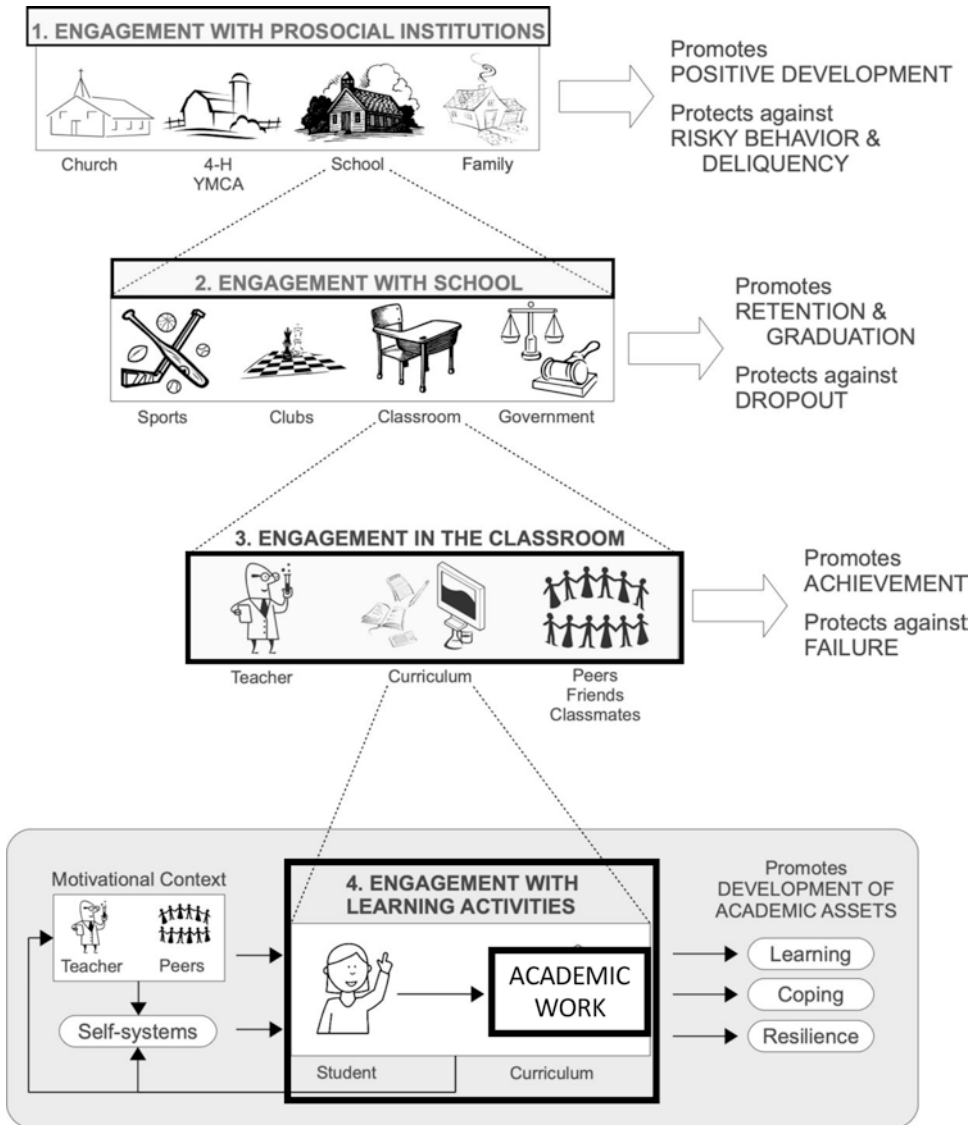 1. ENGAGEMENT WITH PROSOCIAL INSTITUTIONS
Church
4-H
YMCA
School
Family
Promotes
POSITIVE DEVELOPMENT
Protects against
RISKY BEHAVIOR &
DELIQUENCY
2. ENGAGEMENT WITH SCHOOL
Sports
Clubs
Classroom
Government
Promotes
RETENTION &
GRADUATION
Protects against
DROPOUT
3. ENGAGEMENT IN THE CLASSROOM
Teacher
Curriculum
Peers
Friends
Classmates
Promotes
ACHIEVEMENT
Protects against
FAILURE
Motivational Context
Teacher
Peers
Self-systems
4. ENGAGEMENT WITH
LEARNING ACTIVITIES
ACADEMIC
WORK
Student
Curriculum
Promotes
DEVELOPMENT OF
ACADEMIC ASSETS
Learning
Coping
Resilience